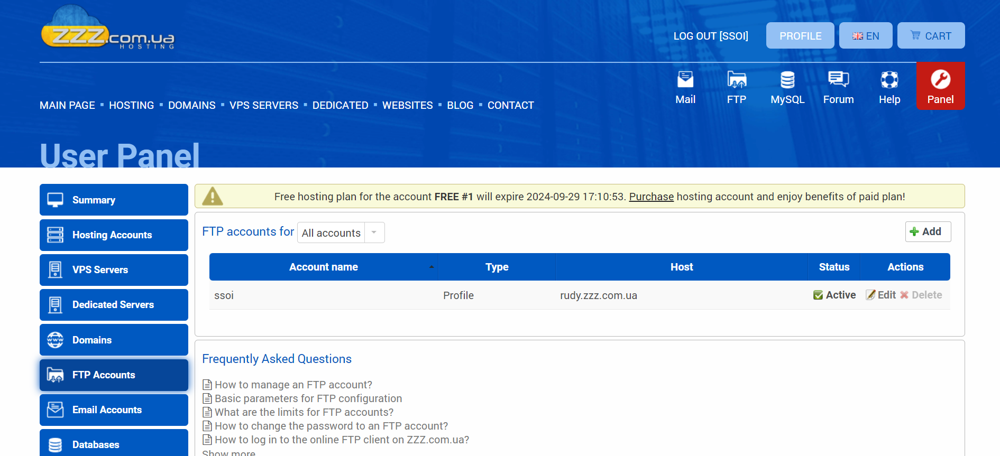 ZZZ.com.ua
HOSTING
LOG OUT [SSOI]
PROFILE
EN
CART
Mail
FTP
MySQL
Forum
Help
Panel
MAIN PAGE ▪ HOSTING ▪ DOMAINS ▪ VPS SERVERS ▪ DEDICATED ▪ WEBSITES ▪ BLOG ▪ CONTACT
User Panel
Summary
Hosting Accounts
VPS Servers
Dedicated Servers
Domains
FTP Accounts
Email Accounts
Databases
Free hosting plan for the account FREE #1 will expire 2024-09-29 17:10:53. Purchase hosting account and enjoy benefits of paid plan!
FTP accounts for All accounts
Add
Account name Type Host Status Actions
ssoi Profile rudy.zzz.com.ua Active Edit Delete
Frequently Asked Questions
How to manage an FTP account?
Basic parameters for FTP configuration
What are the limits for FTP accounts?
How to change the password to an FTP account?
How to log in to the online FTP client on ZZZ.com.ua?
Show more